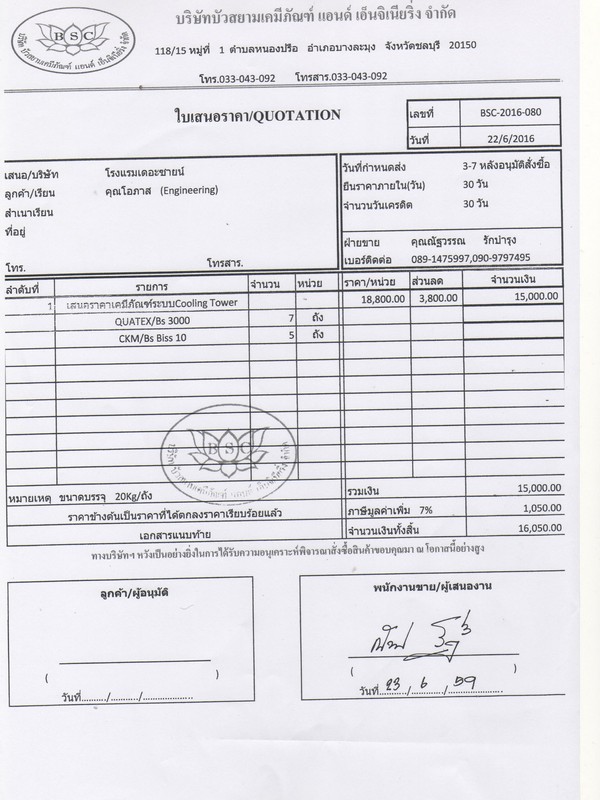 บริษัทบัวสยามเคมีภัณฑ์ แอนด์ เอ็นจิเนียริ่ง จำกัด
BSC
บริษัท บัวสยามเคมีภัณฑ์ แอนด์ เอ็นจิเนียริ่ง จำกัด
118/15 หมู่ที่ 1 ตำบลหนองปรือ อำเภอบางละมุง จังหวัดชลบุรี 20150
โทร.033-043-092 โทรสาร.033-043-092
ใบเสนอราคา/QUOTATION
เลขที่ BSC-2016-080
วันที่ 22/6/2016
เสนอ/บริษัท โรงแรมเดอะซายน์
ลูกค้า/เรียน คุณโอภาส (Engineering)
สำเนาเรียน
ที่อยู่
โทร. โทรสาร.
วันที่กำหนดส่ง 3-7 หลังอนุมัติสั่งซื้อ
ยืนราคาภายใน(วัน) 30 วัน
จำนวนวันเครดิต 30 วัน
ฝ่ายขาย คุณณัฐวรรณ รักบำรุง
เบอร์ติดต่อ 089-1475997,090-9797495
ลำดับที่ รายการ จำนวน หน่วย ราคา/หน่วย ส่วนลด จำนวนเงิน
1 เสนอราคาเคมีภัณฑ์ระบบCooling Tower - 18,800.00 3,800.00 15,000.00
QUATEX/Bs 3000 7 ถัง
CKM/Bs Biss 10 5 ถัง
BSC
บริษัท บัวสยามเคมีภัณฑ์ แอนด์ เอ็นจิเนียริ่ง จำกัด
หมายเหตุ ขนาดบรรจุ 20Kg/ถัง
รวมเงิน 15,000.00
ราคาข้างต้นเป็นราคาที่ได้ตกลงราคาเรียบร้อยแล้ว
ภาษีมูลค่าเพิ่ม 7% 1,050.00
เอกสารแนบท้าย
จำนวนเงินทั้งสิ้น 16,050.00
ทางบริษัทฯ หวังเป็นอย่างยิ่งในการได้รับความอนุเคราะห์พิจารณาสั่งซื้อสินค้าขอบคุณมา ณ โอกาสนี้อย่างสูง
ลูกค้า/ผู้อนุมัติ
( )
วันที่........./........../..................
พนักงานขาย/ผู้เสนองาน
( )
วันที่ 23 / 6 / 59